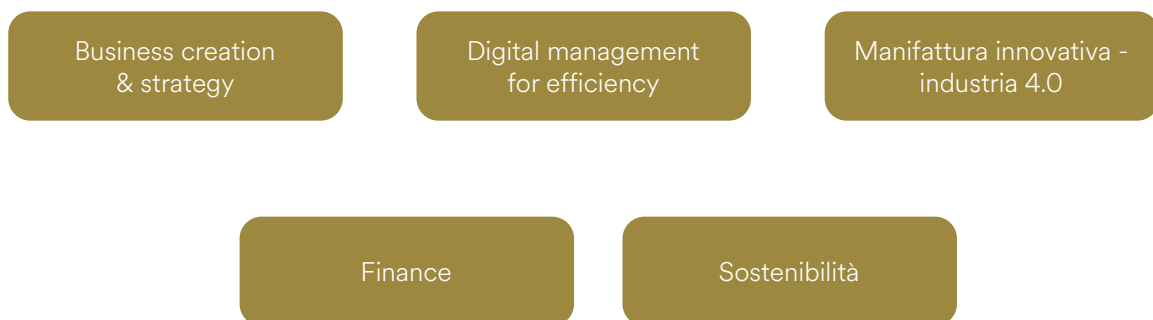 Business creation
& strategy
Digital management
for efficiency
Manifattura innovativa -
industria 4.0
Finance
Sostenibilità